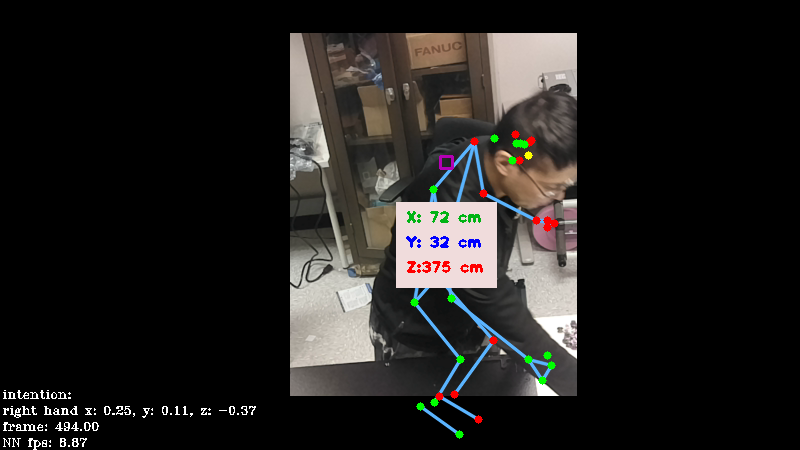 FANUC
X: 72 cm
Y: 32 cm
Z:375 cm
intention:
right hand x: 0.25, y: 0.11, z: -0.37
frame: 494.00
NN fps: 8.87